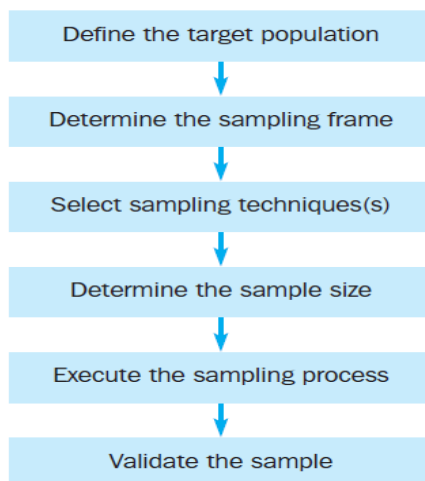 Define the target population
Determine the sampling frame
Select sampling techniques(s)
Determine the sample size
Execute the sampling process
Validate the sample